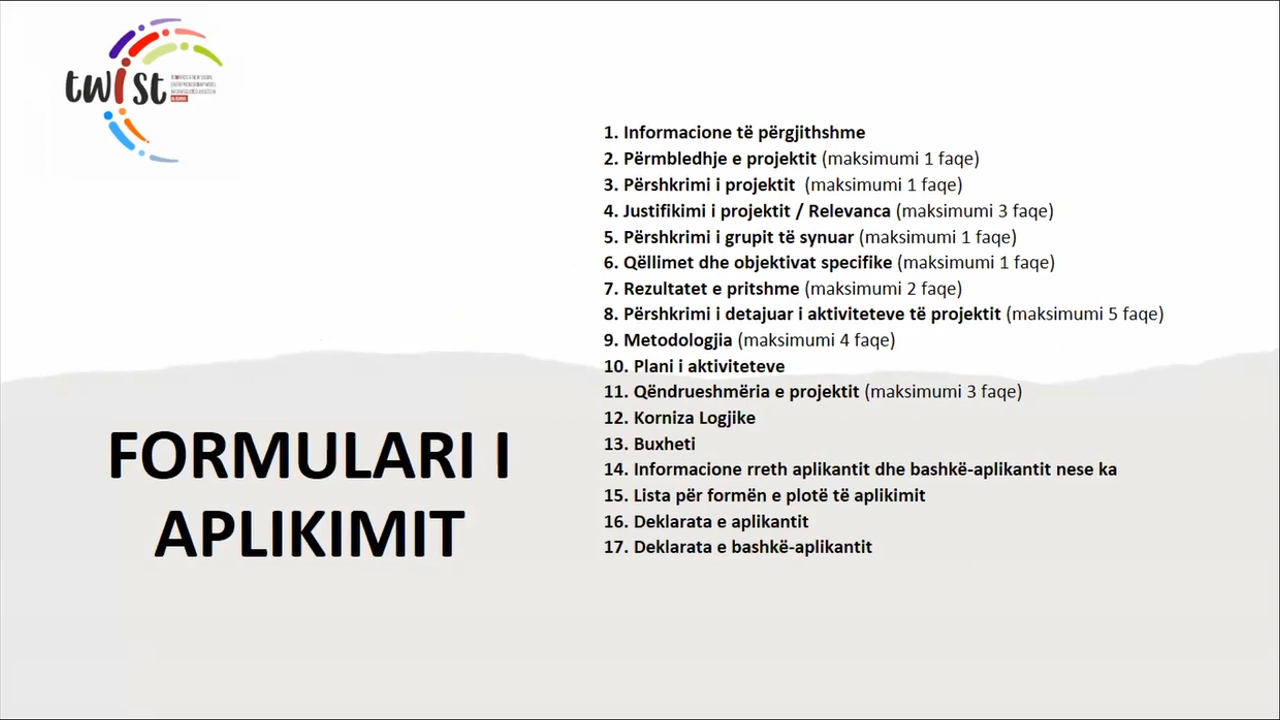 twist
FORMULARI I
APLIKIMIT
1. Informacione të përgjithshme
2. Përmbledhje e projektit (maksimumi 1 faqe)
3. Përshkrimi i projektit (maksimumi 1 faqe)
4. Justifikimi i projektit / Relevanca (maksimumi 3 faqe)
5. Përshkrimi i grupit të synuar (maksimumi 1 faqe)
6. Qëllimet dhe objektivat specifike (maksimumi 1 faqe)
7. Rezultatet e pritshme (maksimumi 2 faqe)
8. Përshkrimi i detajuar i aktiviteteve të projektit (maksimumi 5 faqe)
9. Metodologjia (maksimumi 4 faqe)
10. Plani i aktiviteteve
11. Qëndrueshmëria e projektit (maksimumi 3 faqe)
12. Korniza Logjike
13. Buxheti
14. Informacione rreth aplikantit dhe bashkë-aplikantit nese ka
15. Lista për formën e plotë të aplikimit
16. Deklarata e aplikantit
17. Deklarata e bashkë-aplikantit